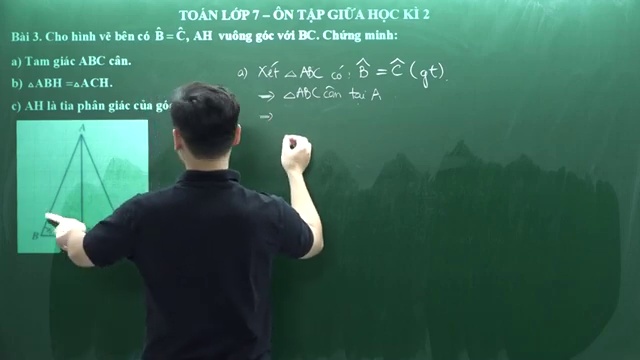 TOÁN LỚP 7 – ÔN TẬP GIỮA HỌC KÌ 2
Bài 3. Cho hình vẽ bên có B̂ = Ĉ, AH vuông góc với BC. Chứng minh:
a) Tam giác ABC cân.
b) △ABH =△ACH.
c) AH là tia phân giác của
a) Xét △ABC có: B̂ = Ĉ (gt).
⇒ △ABC cân tại A
⇒
A
B